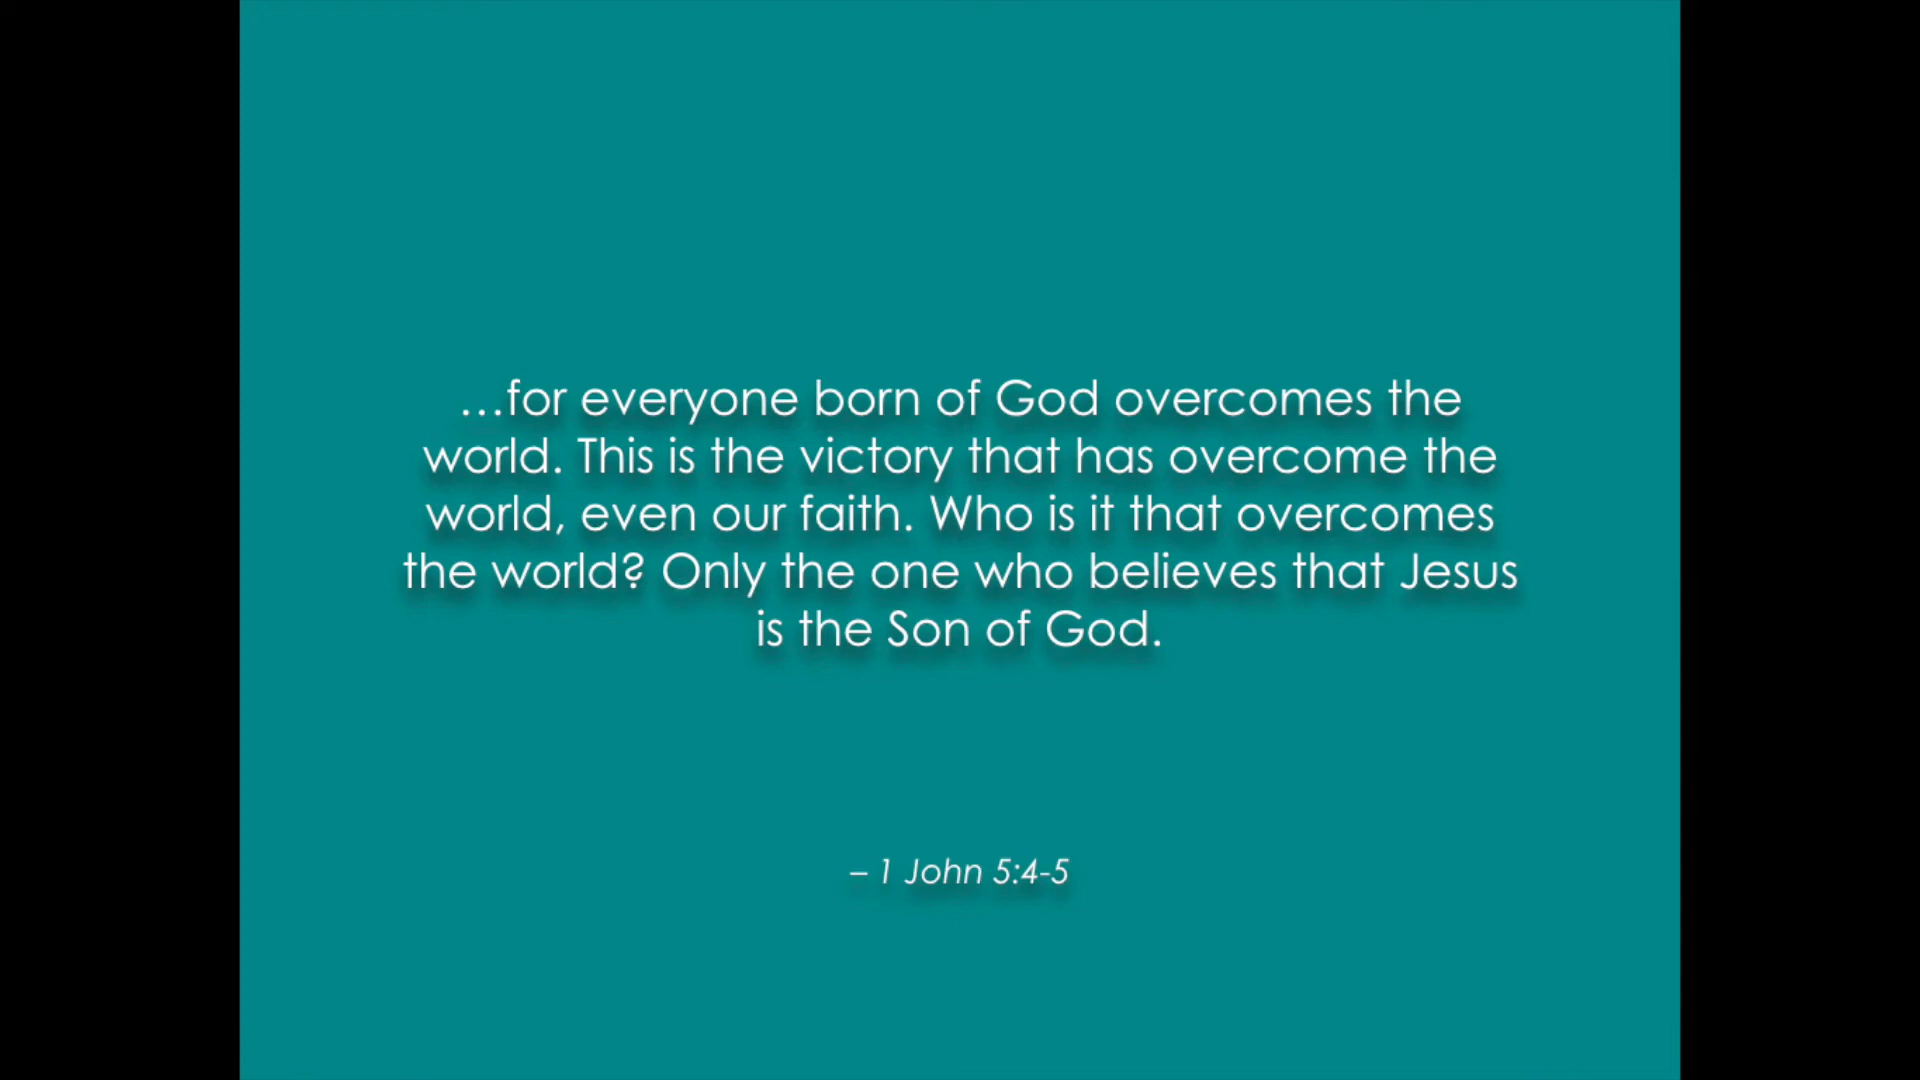 …for everyone born of God overcomes the
world. This is the victory that has overcome the
world, even our faith. Who is it that overcomes
the world? Only the one who believes that Jesus
is the Son of God.
– 1 John 5:4-5